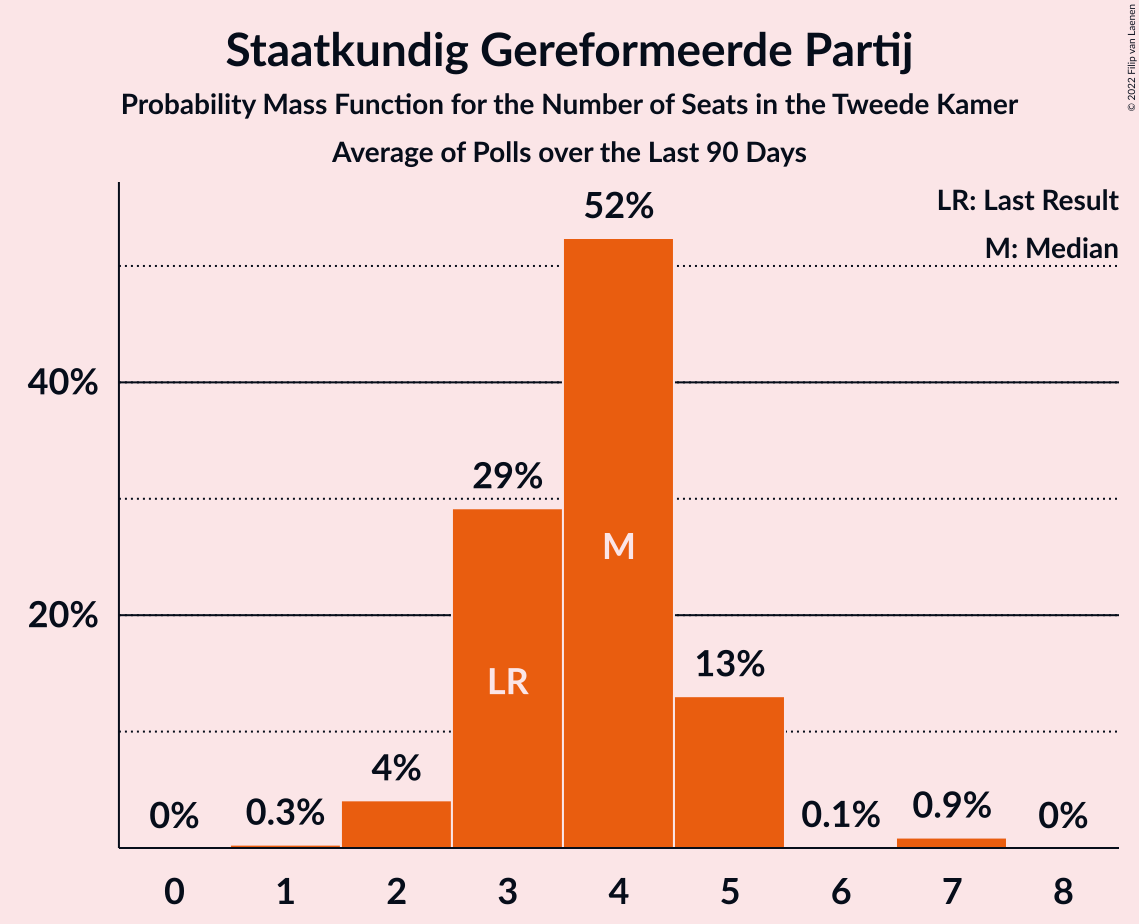 Staatkundig Gereformeerde Partij
Probability Mass Function for the Number of Seats in the Tweede Kamer
Average of Polls over the Last 90 Days
© 2022 Filip van Laenen
LR: Last Result
M: Median
52%
40%
29%
M
20%
13%
LR
4%
0%
0.3%
0.1%
0.9%
0%
0 1 2 3 4 5 6 7 8